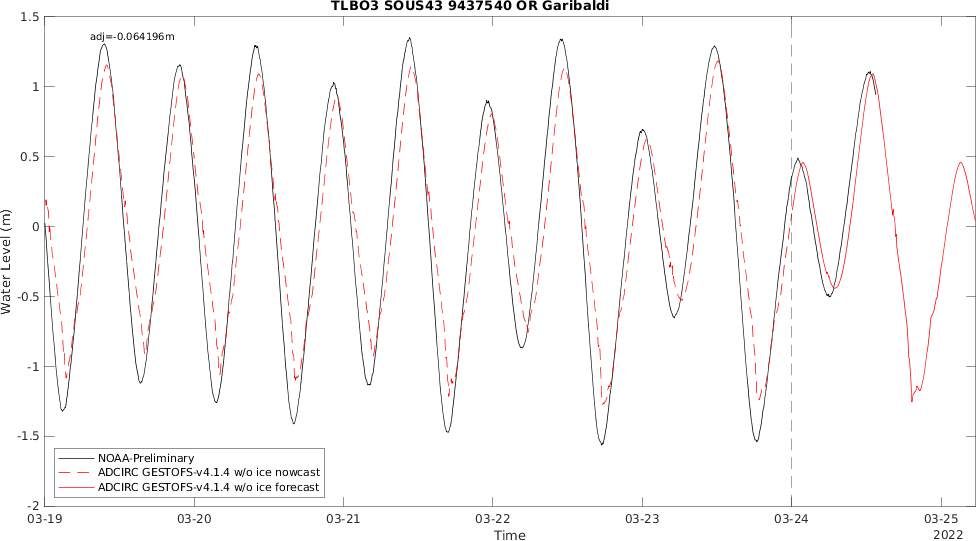 TLBO3 SOUS43 9437540 OR Garibaldi
adj=-0.064196m
1.5
1
0.5
0
-0.5
-1
-1.5
-2
Water Level (m)
NOAA-Preliminary
ADCIRC GESTOFS-v4.1.4 w/o ice nowcast
ADCIRC GESTOFS-v4.1.4 w/o ice forecast
03-19 03-20 03-21 03-22 03-23 03-24 03-25
Time
2022